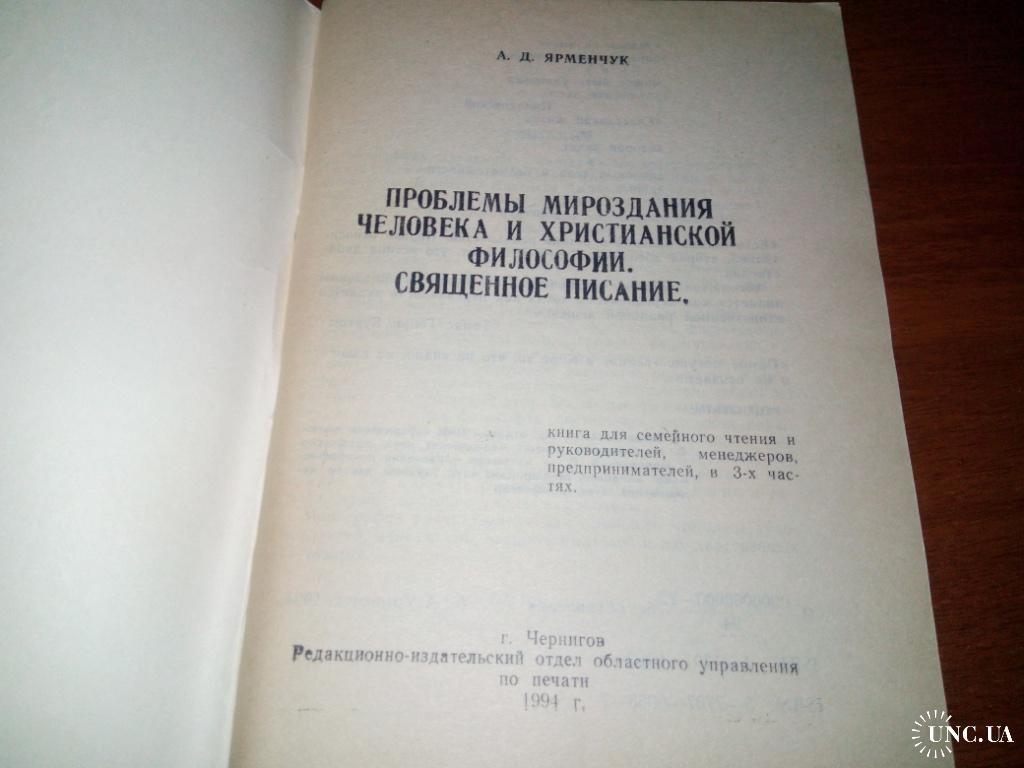 А. Д. ЯРМЕНЧУК
ПРОБЛЕМЫ МИРОЗДАНИЯ
ЧЕЛОВЕКА И ХРИСТИАНСКОЙ
ФИЛОСОФИИ.
СВЯЩЕННОЕ ПИСАНИЕ.
книга для семейного чтения и
руководителей, менеджеров,
предпринимателей, в 3-х час-
тях.
г. Чернигов
Редакционно-издательский отдел областного управления
по печати
1994 г.
UNC.UA